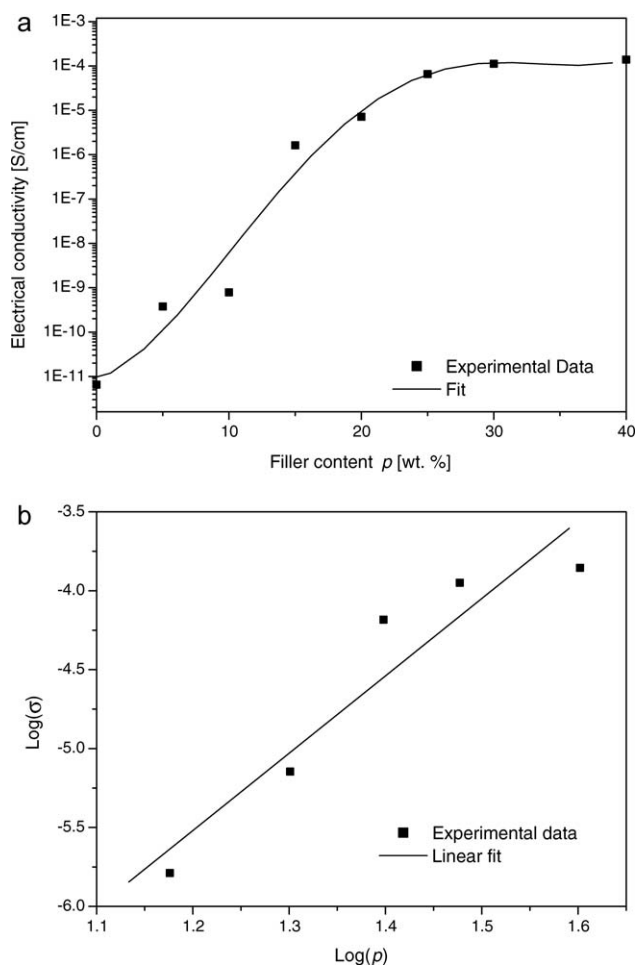 a
1E-3
1E-4
1E-5
1E-6
1E-7
1E-8
1E-9
1E-10
1E-11
Electrical conductivity [S/cm]
Experimental Data
Fit
0 10 20 30 40
Filler content p [wt. %]
b
-3.5
-4.0
-4.5
-5.0
-5.5
-6.0
Log(σ)
Experimental data
Linear fit
1.1 1.2 1.3 1.4 1.5 1.6
Log(p)